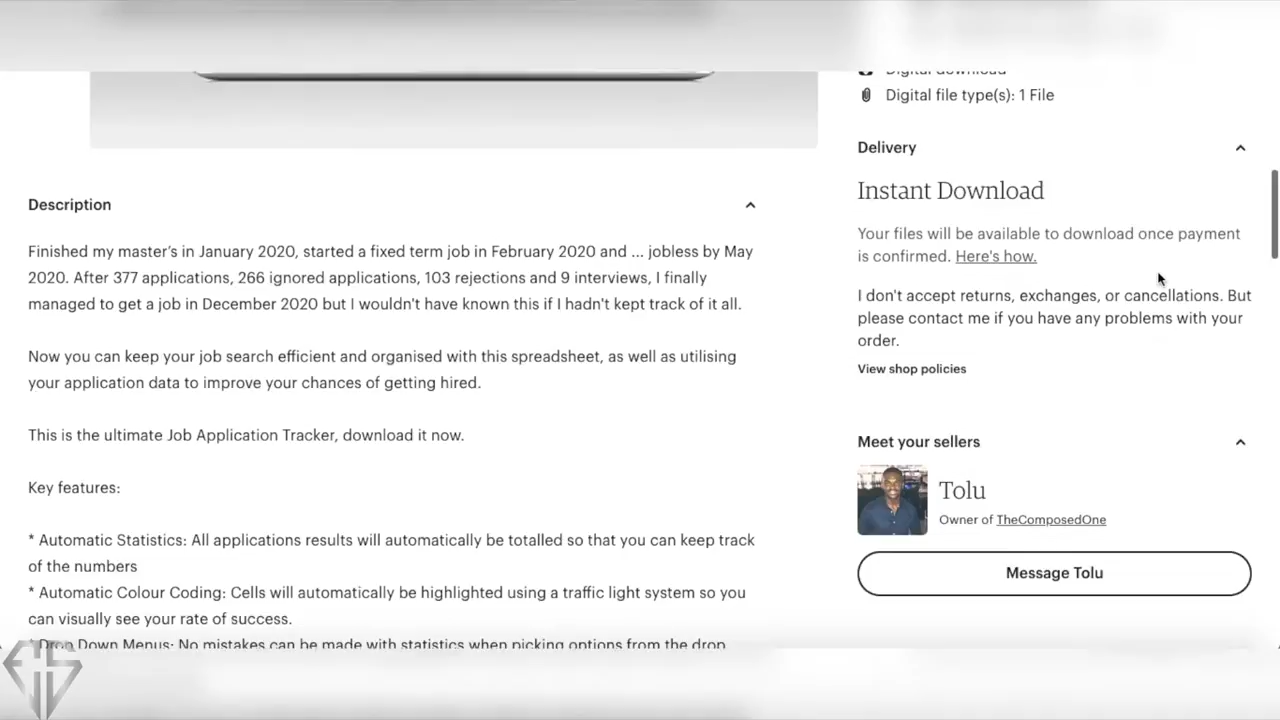 Digital download
Digital file type(s): 1 File
Delivery
Instant Download
Your files will be available to download once payment
is confirmed. Here's how.
I don't accept returns, exchanges, or cancellations. But
please contact me if you have any problems with your
order.
View shop policies
Meet your sellers
Tolu
Owner of TheComposedOne
Message Tolu
Description
Finished my master’s in January 2020, started a fixed term job in February 2020 and ... jobless by May
2020. After 377 applications, 266 ignored applications, 103 rejections and 9 interviews, I finally
managed to get a job in December 2020 but I wouldn't have known this if I hadn't kept track of it all.
Now you can keep your job search efficient and organised with this spreadsheet, as well as utilising
your application data to improve your chances of getting hired.
This is the ultimate Job Application Tracker, download it now.
Key features:
* Automatic Statistics: All applications results will automatically be totalled so that you can keep track
of the numbers
* Automatic Colour Coding: Cells will automatically be highlighted using a traffic light system so you
can visually see your rate of success.
* Drop Down Menus: No mistakes can be made with statistics when picking options from the drop